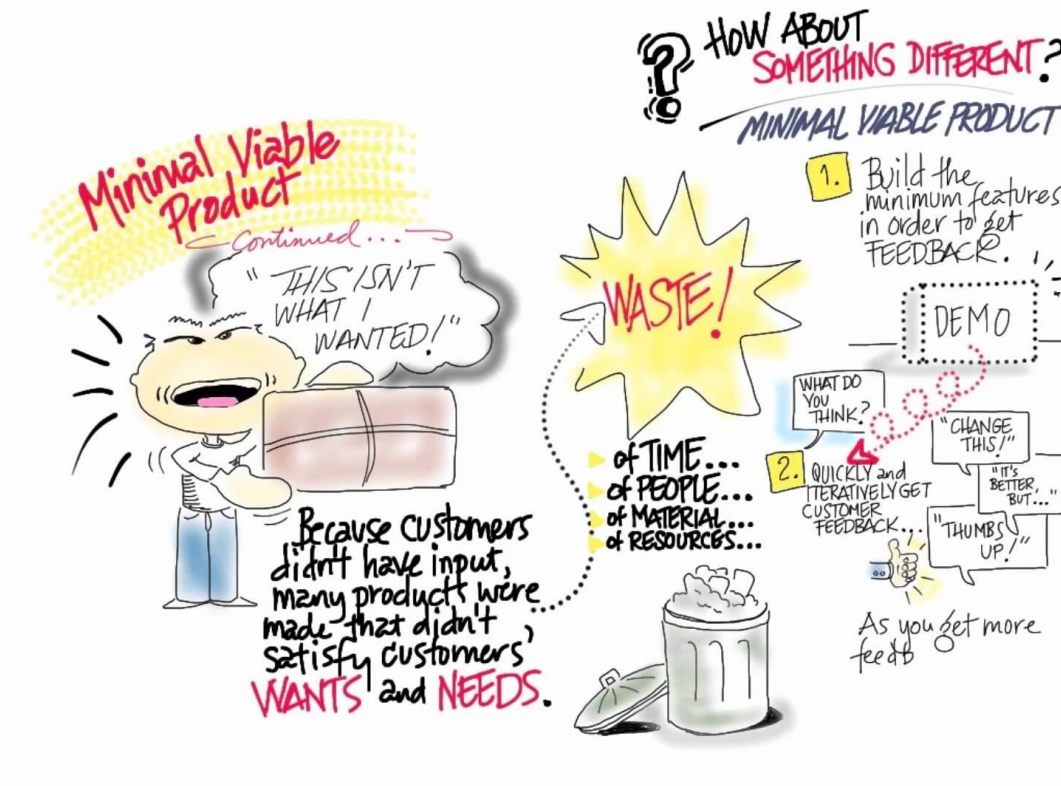 Minimal Viable
Product
Continued...
"THIS ISN'T
WHAT I
WANTED!"
Because customers
didn't have input,
many products were
made that didn't
satisfy customers'
WANTS and NEEDS.
WASTE!
of TIME...
of PEOPLE...
of MATERIAL...
of RESOURCES...
? HOW ABOUT
SOMETHING DIFFERENT?
MINIMAL VIABLE PRODUCT
1. Build the
minimum features
in order to get
FEEDBACK.
DEMO
WHAT DO
YOU
THINK?
2. QUICKLY and
ITERATIVELY GET
CUSTOMER
FEEDBACK...
"CHANGE
THIS!"
"IT'S
BETTER
BUT..."
"THUMBS
UP!"
As you get more
feedb